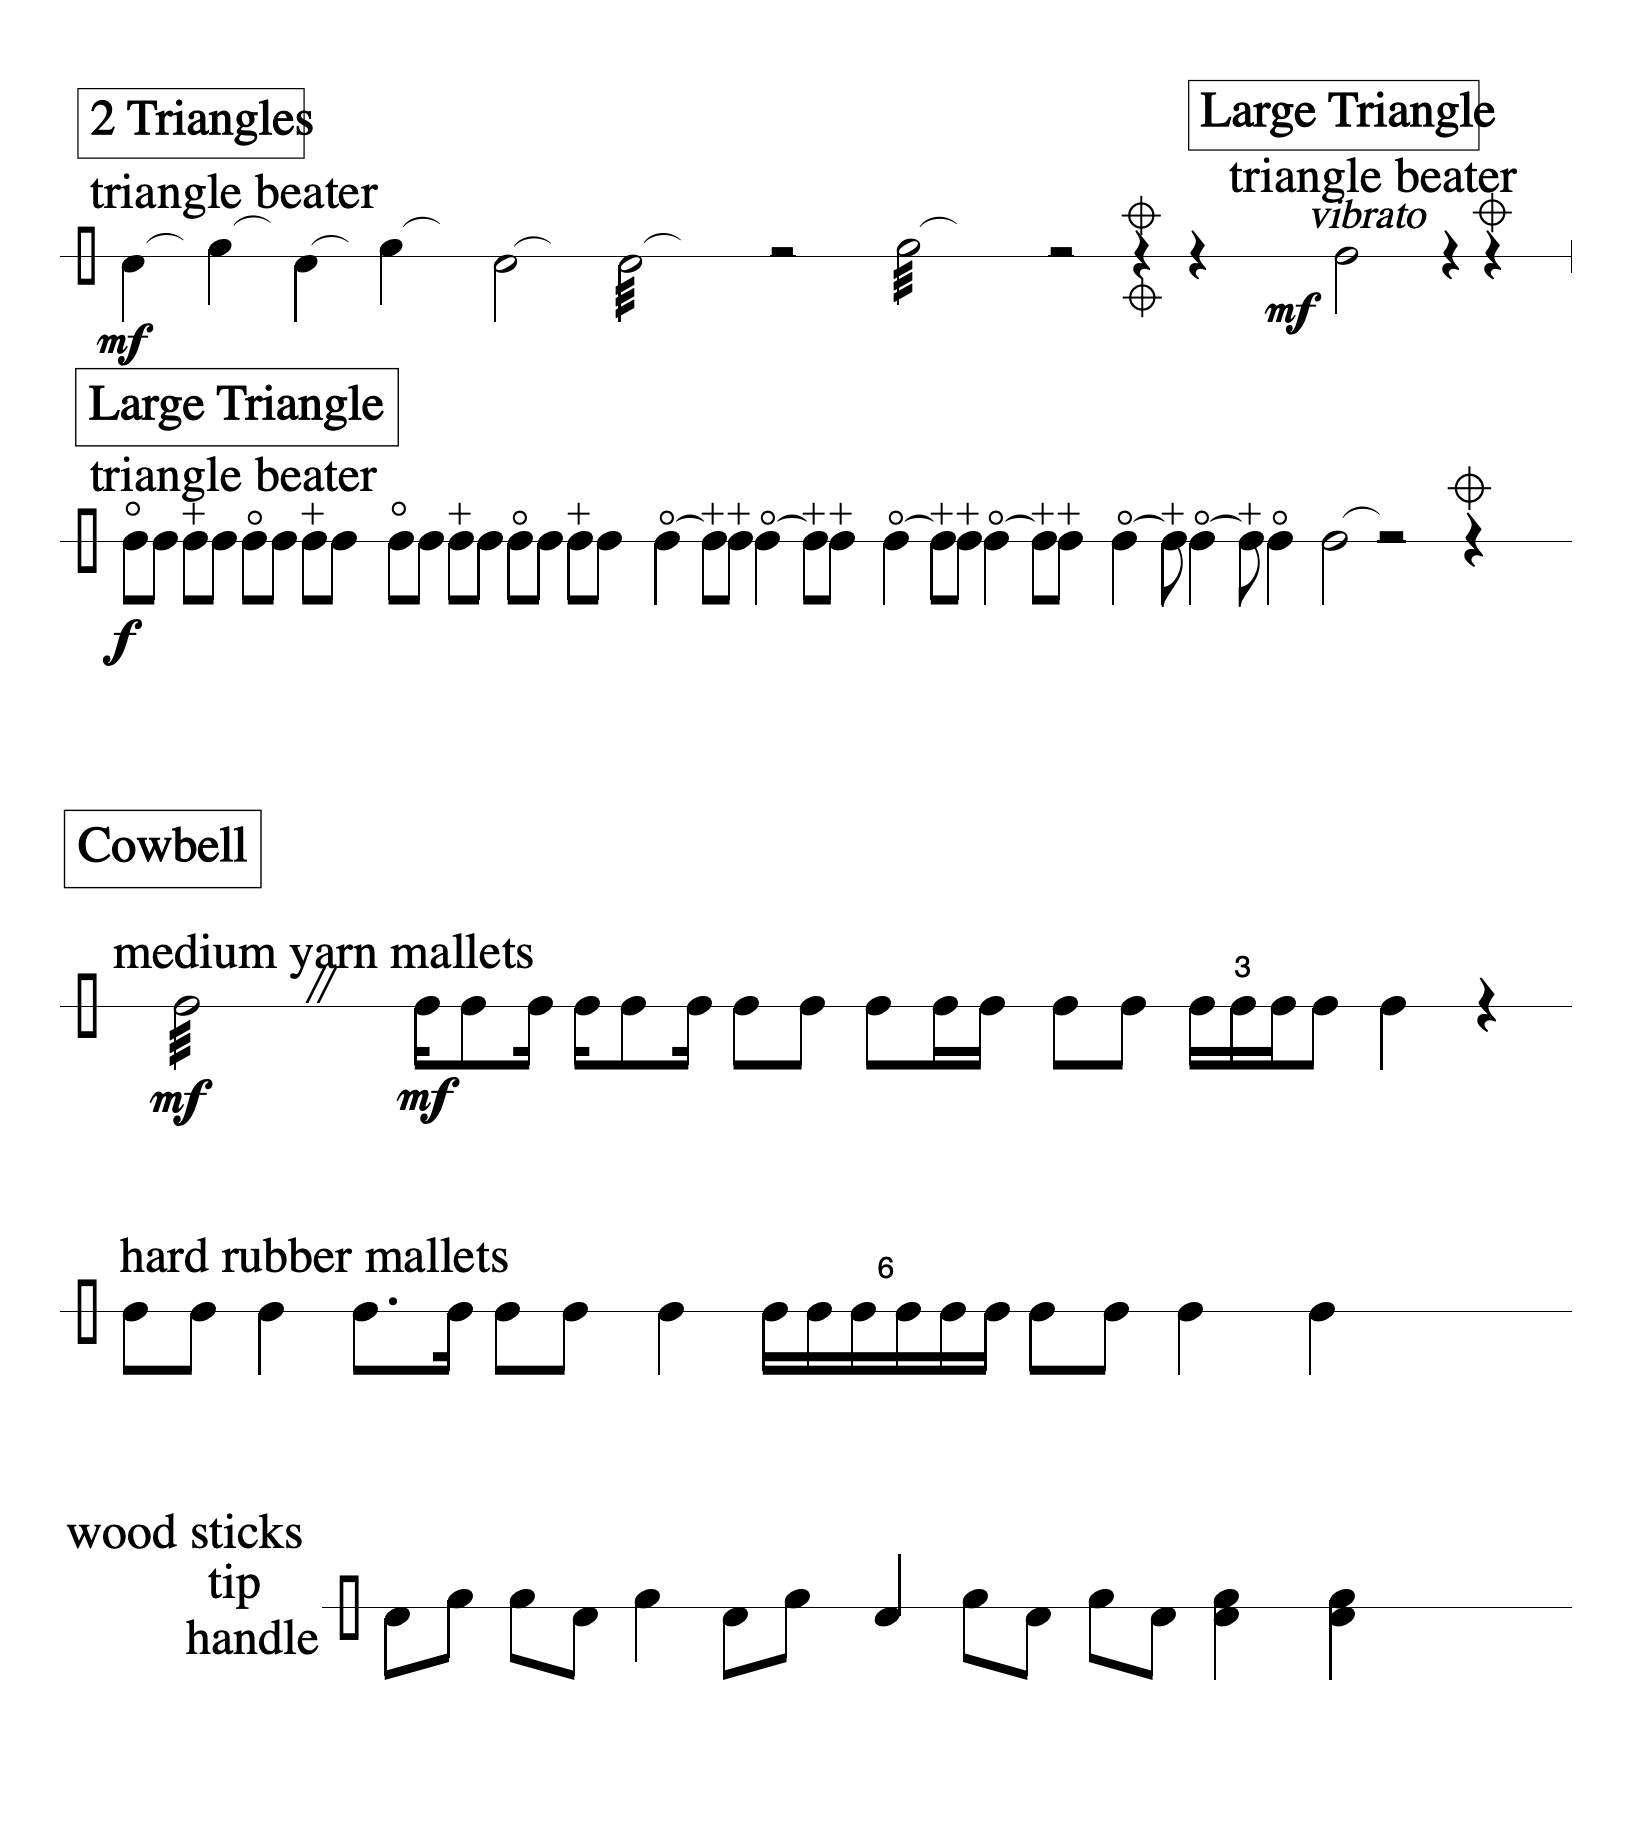 2 Triangles
Large Triangle
triangle beater
triangle beater
vibrato
mf
mf
Large Triangle
triangle beater
f
Cowbell
medium yarn mallets
3
mf
mf
hard rubber mallets
6
wood sticks
tip
handle